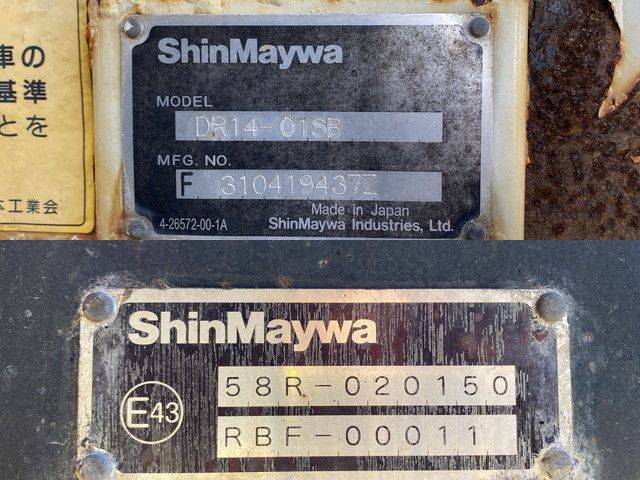 車の
基準
とを
本工業会
ShinMaywa
MODEL
DR14-01SB
MFG. NO.
F 310419437Z
Made in Japan
4-26572-00-1A ShinMaywa Industries, Ltd.
ShinMaywa
58R-020150
E43
RBF-00011